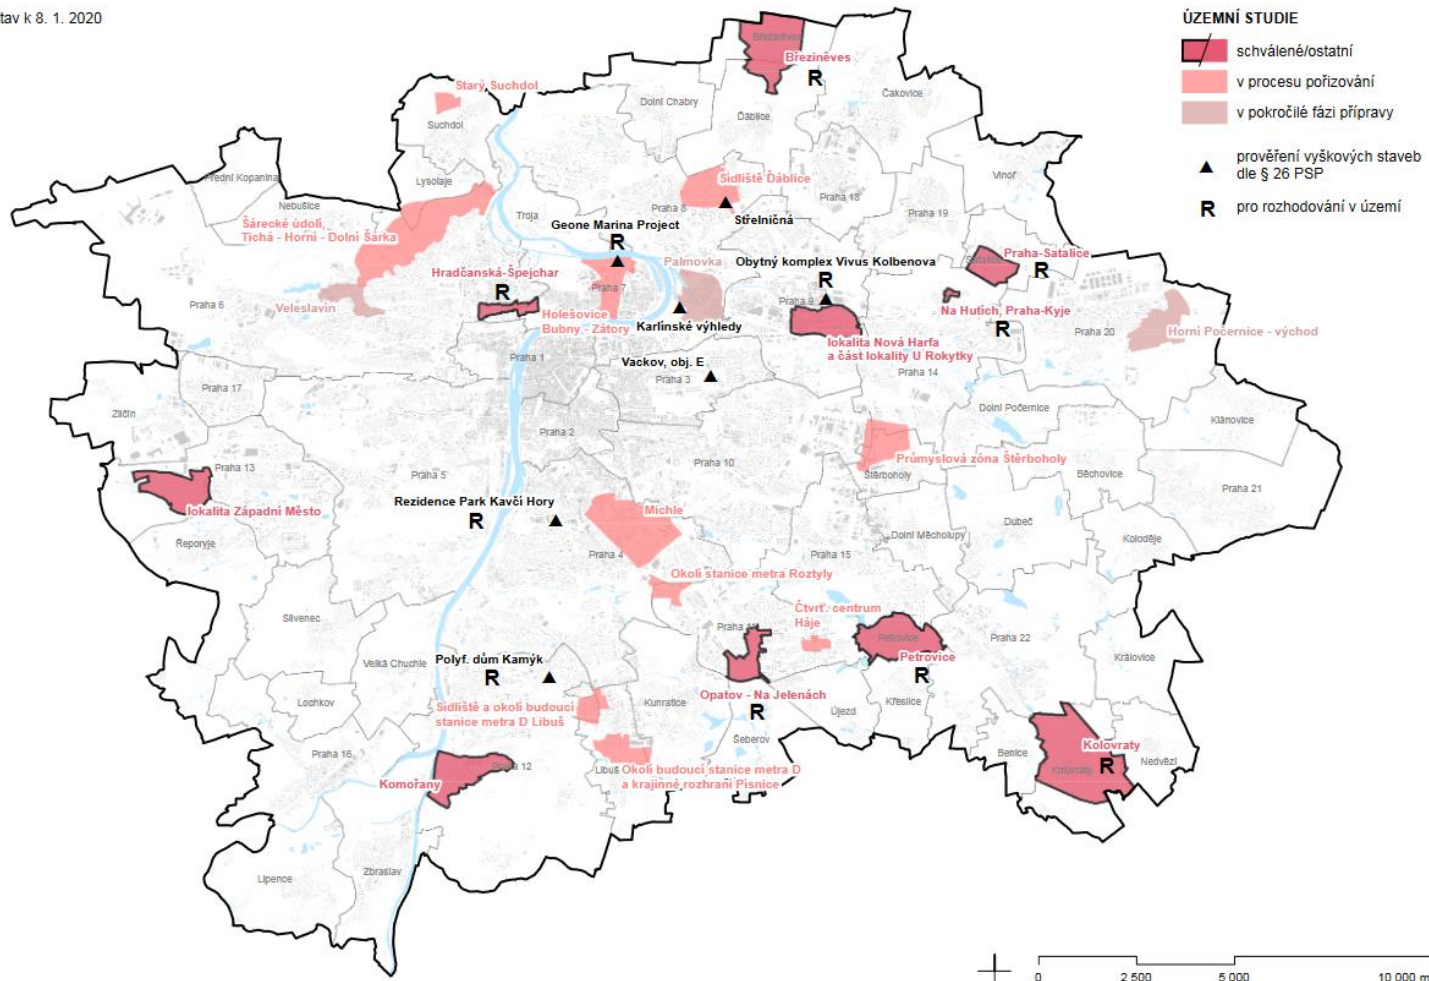 tav k 8. 1. 2020
ÚZEMNÍ STUDIE
schválené/ostatní
v procesu pořizování
v pokročilé fázi přípravy
prověření vyškových staveb
dle § 26 PSP
R
pro rozhodování v území
Březiněves
Březiněves
R
Starý Suchdol
Suchdol
Dolní Chabry
Ďáblice
Čakovice
Přední Kopanina
Lysolaje
Nebušice
Vinoř
Sídliště Ďáblice
Praha 8
Praha 18
Praha 19
Střelničná
Troja
Šárecké údolí,
Tichá - Horní - Dolní Šárka
Geone Marina Project
R
Palmovka
Obytný komplex Vivus Kolbenova
R
Praha-Satalice
Satalice
R
Hradčanská-Špejchar
R
Praha 7
Praha 9
Praha 6
Veleslavín
Holešovice
Bubny - Zátory
Karlínské výhledy
Na Hutích, Praha-Kyje
R
Praha 20
Horní Počernice - východ
lokalita Nová Harfa
a část lokality U Rokytky
Praha 1
Vackov, obj. E
Praha 3
Praha 14
Praha 17
Zličín
Dolní Počernice
Klánovice
Praha 2
Praha 5
Praha 10
Průmyslová zóna Štěrboholy
Štěrboholy
Běchovice
Praha 21
Praha 13
lokalita Západní Město
Rezidence Park Kavčí Hory
R
Michle
Řeporyje
Praha 4
Praha 15
Dolní Měcholupy
Dubeč
Koloděje
Okolí stanice metra Roztyly
Čtvrť. centrum
Háje
Slivenec
Praha 11
Petrovice
Petrovice
R
Praha 22
Královice
Velká Chuchle
Polyf. dům Kamýk
R
Opatov - Na Jelenách
R
Kunratice
Křeslice
Újezd
Šeberov
Lochkov
Sídliště a okolí budoucí
stanice metra D Libuš
Praha 16
Benice
Kolovraty
Kolovraty
R
Nedvězí
Praha 12
Komořany
Libuš
Okolí budoucí stanice metra D
a krajinné rozhraní Písnice
Lipence
Zbraslav
0
2 500
5 000
10 000 m